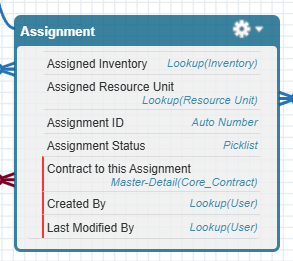 Assignment
Assigned Inventory Lookup(Inventory)
Assigned Resource Unit
Lookup(Resource Unit)
Assignment ID Auto Number
Assignment Status Picklist
Contract to this Assignment
Master-Detail(Core_Contract)
Created By Lookup(User)
Last Modified By Lookup(User)